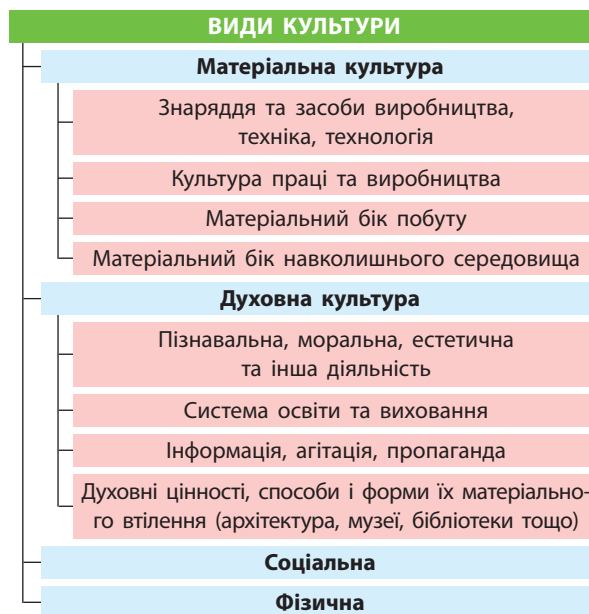 ВИДИ КУЛЬТУРИ
Матеріальна культура
Знаряддя та засоби виробництва,
техніка, технологія
Культура праці та виробництва
Матеріальний бік побуту
Матеріальний бік навколишнього середовища
Духовна культура
Пізнавальна, моральна, естетична
та інша діяльність
Система освіти та виховання
Інформація, агітація, пропаганда
Духовні цінності, способи і форми їх матеріально-
го втілення (архітектура, музеї, бібліотеки тощо)
Соціальна
Фізична